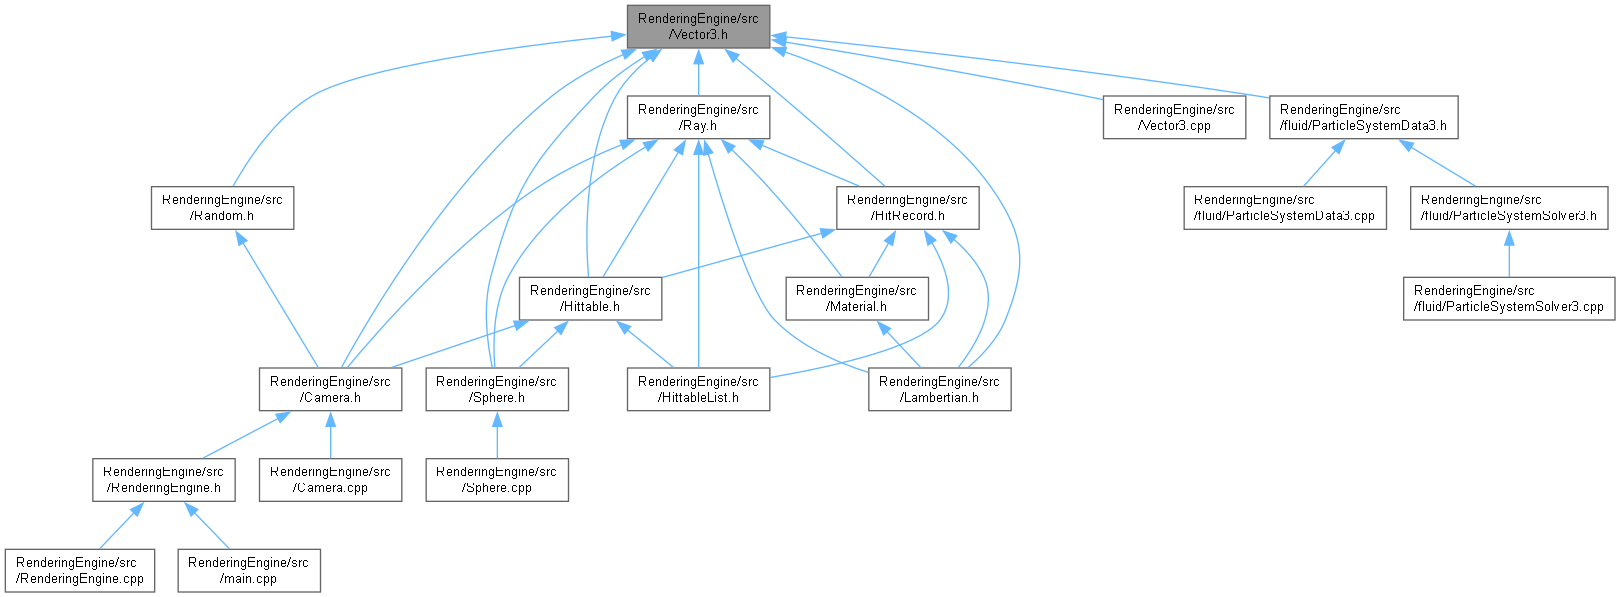 RenderingEngine/src
/Vector3.h
RenderingEngine/src
/Ray.h
RenderingEngine/src
/Vector3.cpp
RenderingEngine/src
/fluid/ParticleSystemData3.h
RenderingEngine/src
/Random.h
RenderingEngine/src
/HitRecord.h
RenderingEngine/src
/fluid/ParticleSystemData3.cpp
RenderingEngine/src
/fluid/ParticleSystemSolver3.h
RenderingEngine/src
/Hittable.h
RenderingEngine/src
/Material.h
RenderingEngine/src
/fluid/ParticleSystemSolver3.cpp
RenderingEngine/src
/Camera.h
RenderingEngine/src
/Sphere.h
RenderingEngine/src
/HittableList.h
RenderingEngine/src
/Lambertian.h
RenderingEngine/src
/RenderingEngine.h
RenderingEngine/src
/Camera.cpp
RenderingEngine/src
/Sphere.cpp
RenderingEngine/src
/RenderingEngine.cpp
RenderingEngine/src
/main.cpp